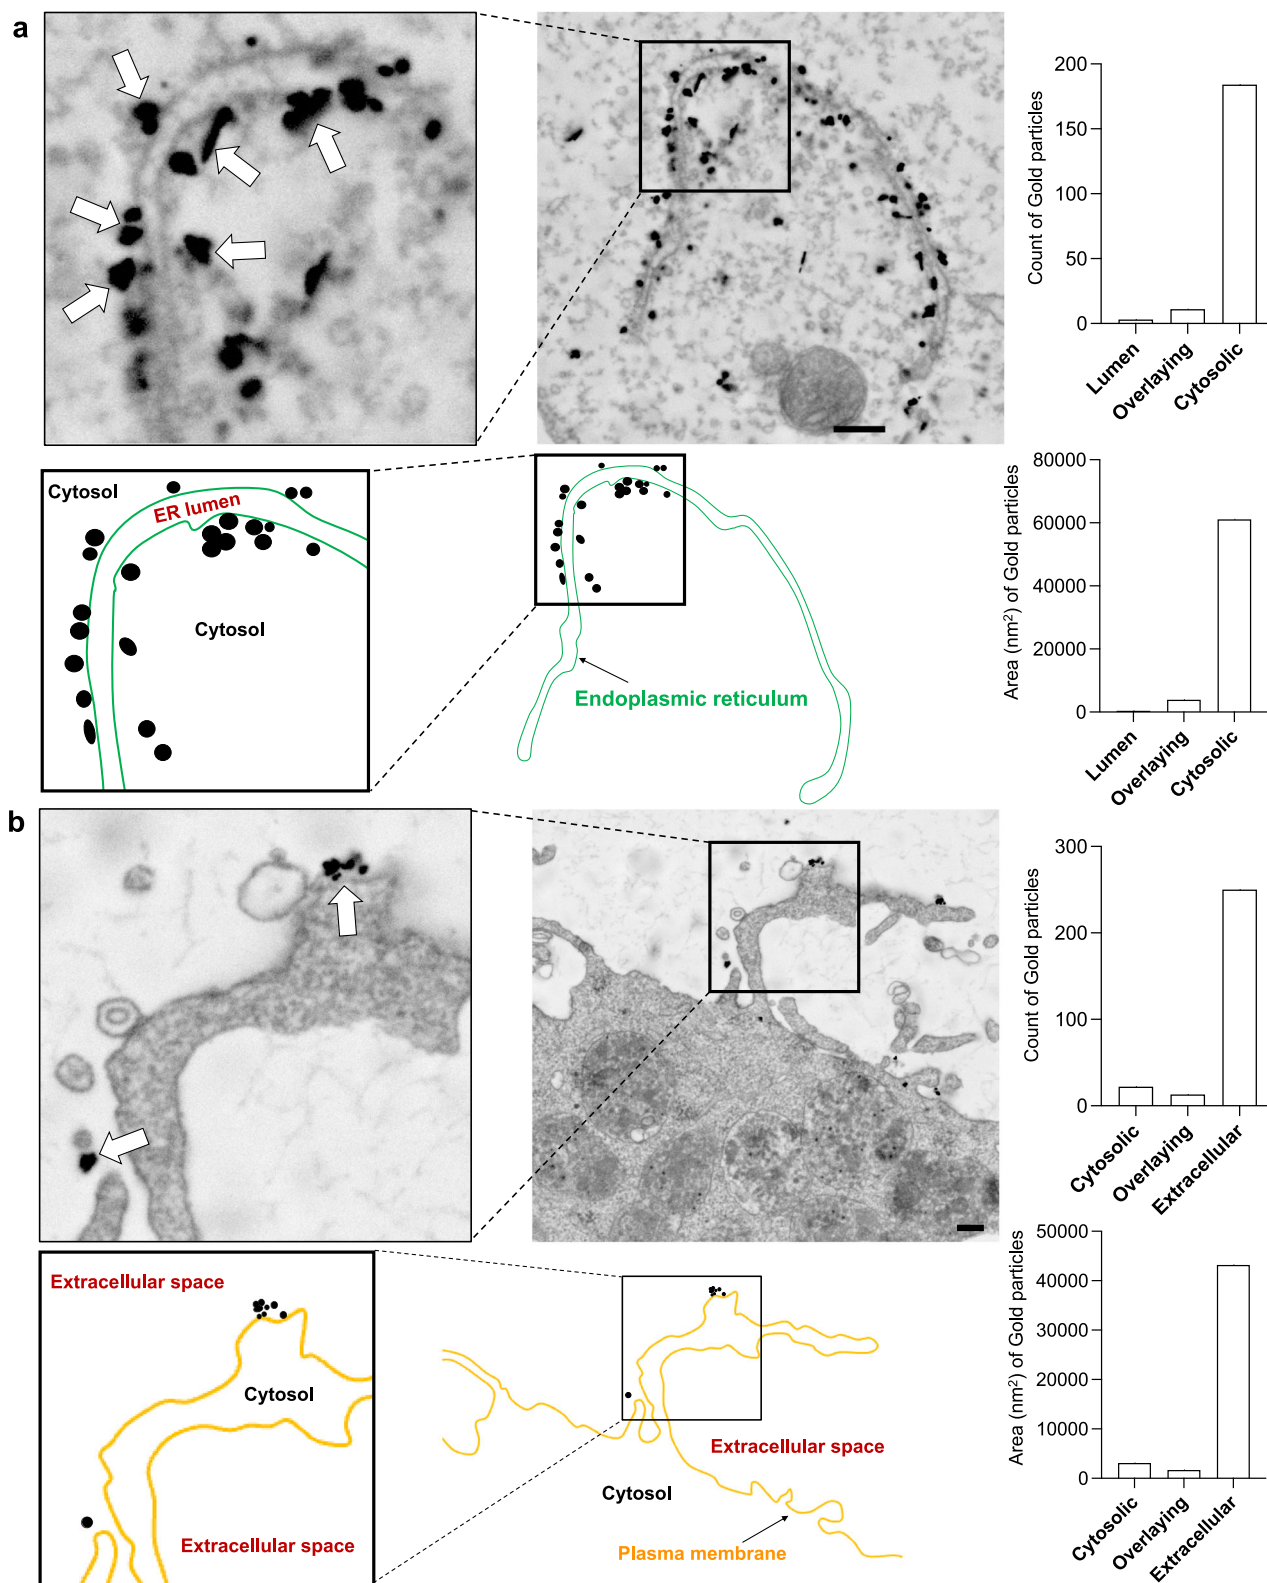 a
200
150
100
50
0
Count of Gold particles
Lumen
Overlaying
Cytosolic
Cytosol
ER lumen
Cytosol
Endoplasmic reticulum
80000
60000
40000
20000
0
Area (nm²) of Gold particles
Lumen
Overlaying
Cytosolic
b
300
200
100
0
Count of Gold particles
Cytosolic
Overlaying
Extracellular
Extracellular space
Cytosol
Extracellular space
Extracellular space
Cytosol
Plasma membrane
50000
40000
30000
20000
10000
0
Area (nm²) of Gold particles
Cytosolic
Overlaying
Extracellular